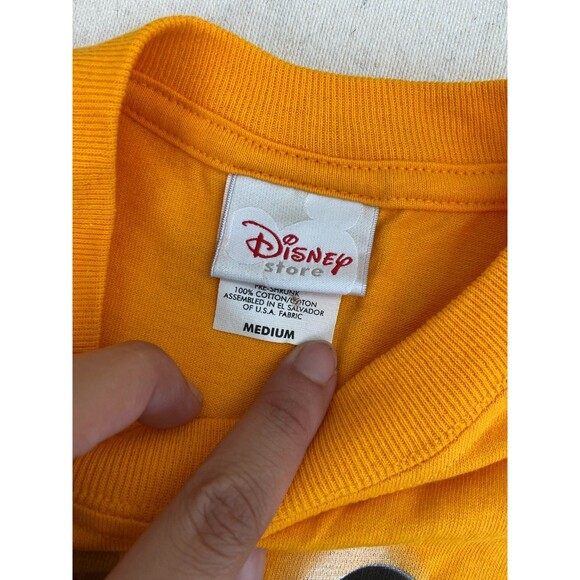 Disney
store
PRE-SHRUNK
100% COTTON/COTON
ASSEMBLED IN EL SALVADOR
OF U.S.A. FABRIC
MEDIUM